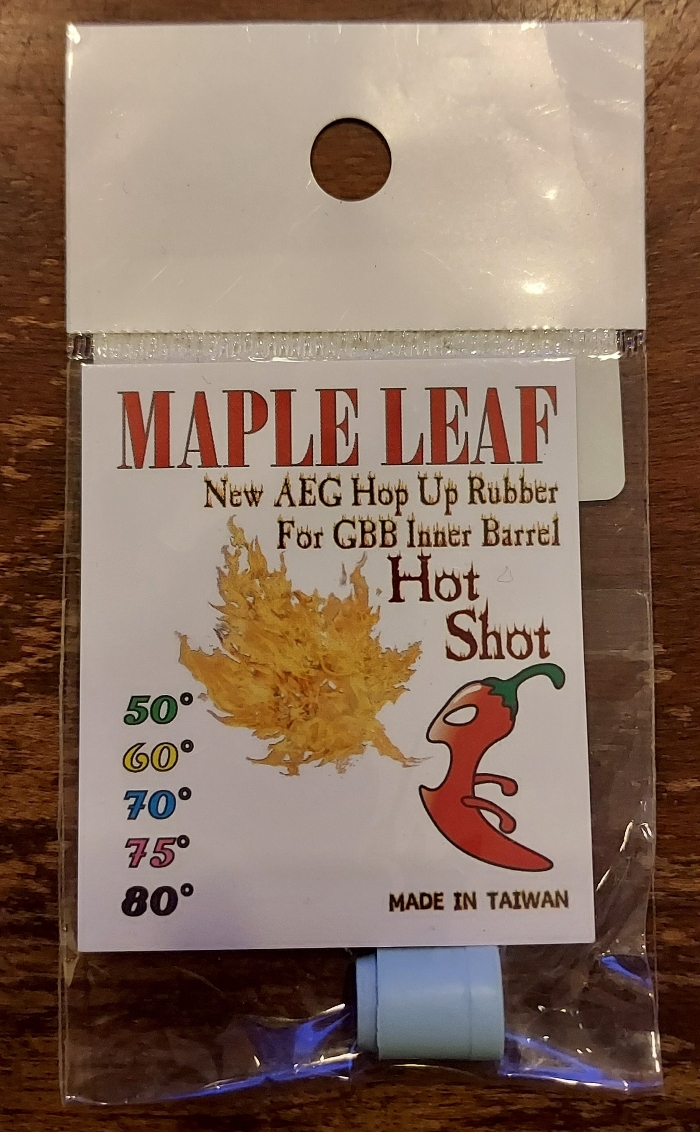 MAPLE LEAF
New AEG Hop Up Rubber
For GBB Inner Barrel
Hot
Shot
50°
60°
70°
75°
80°
MADE IN TAIWAN